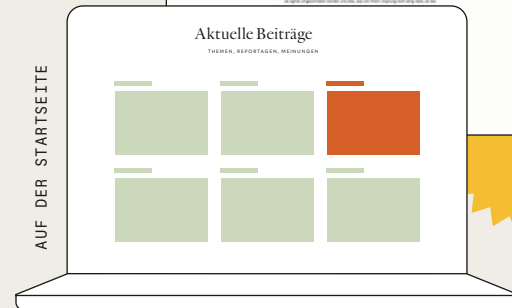 Aktuelle Beiträge
THEMEN, REPORTAGEN, MEINUNGEN
AUF DER STARTSEITE